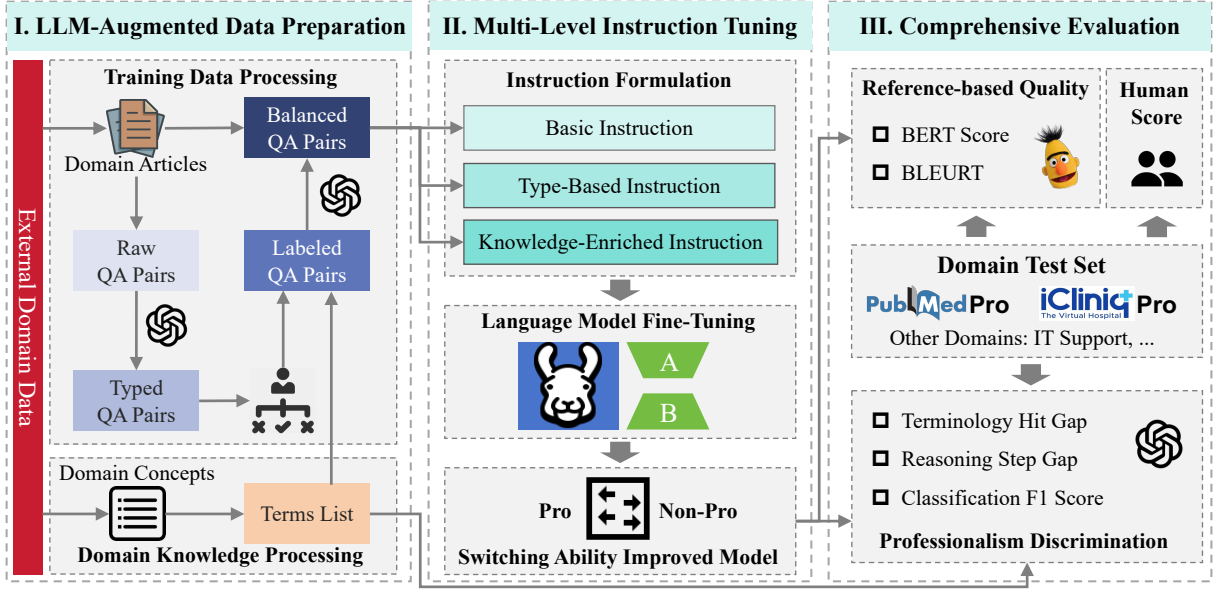 I. LLM-Augmented Data Preparation
External Domain Data
Training Data Processing
Domain Articles
Balanced
QA Pairs
Raw
QA Pairs
Labeled
QA Pairs
Typed
QA Pairs
Domain Concepts
Terms List
Domain Knowledge Processing
II. Multi-Level Instruction Tuning
Instruction Formulation
Basic Instruction
Type-Based Instruction
Knowledge-Enriched Instruction
Language Model Fine-Tuning
A
B
Pro
Non-Pro
Switching Ability Improved Model
III. Comprehensive Evaluation
Reference-based Quality
BERT Score
BLEURT
Human
Score
Domain Test Set
PubMed Pro
iCliniq Pro
The Virtual Hospital
Other Domains: IT Support, ...
Terminology Hit Gap
Reasoning Step Gap
Classification F1 Score
Professionalism Discrimination